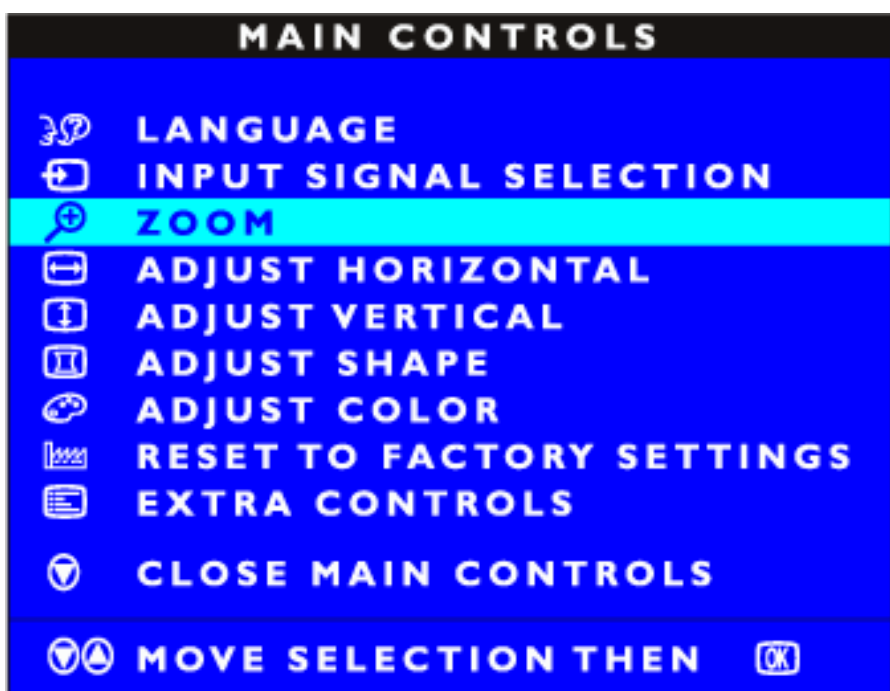 MAIN CONTROLS
LANGUAGE
INPUT SIGNAL SELECTION
ZOOM
ADJUST HORIZONTAL
ADJUST VERTICAL
ADJUST SHAPE
ADJUST COLOR
RESET TO FACTORY SETTINGS
EXTRA CONTROLS
CLOSE MAIN CONTROLS
MOVE SELECTION THEN OK